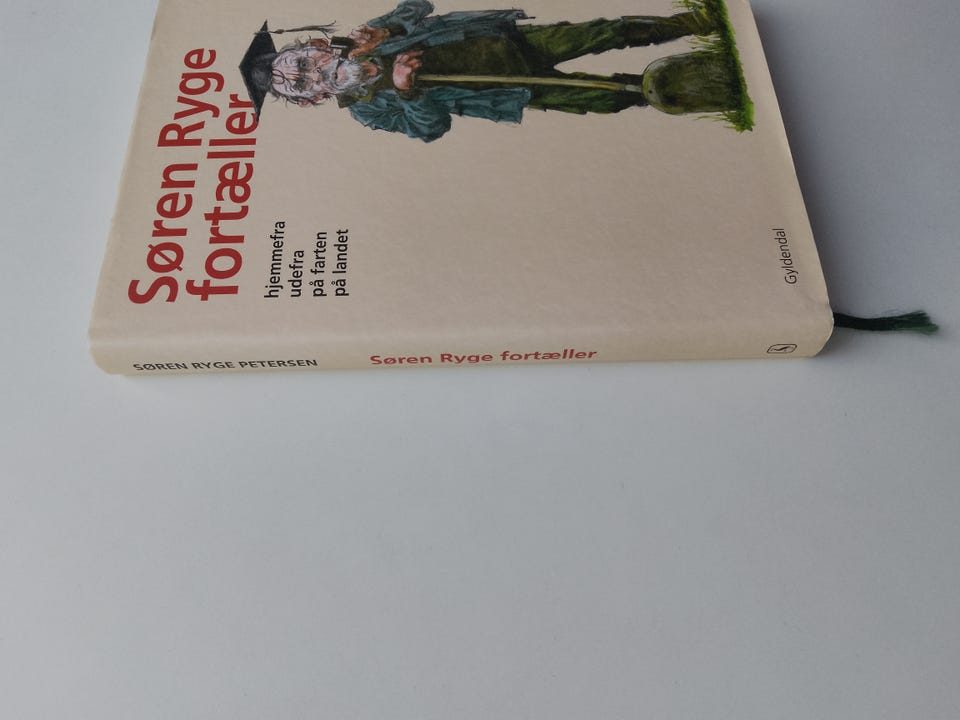 Søren Ryge
fortæller
hjemmefra
udefra
på farten
på landet
Gyldendal
SØREN RYGE PETERSEN
Søren Ryge fortæller